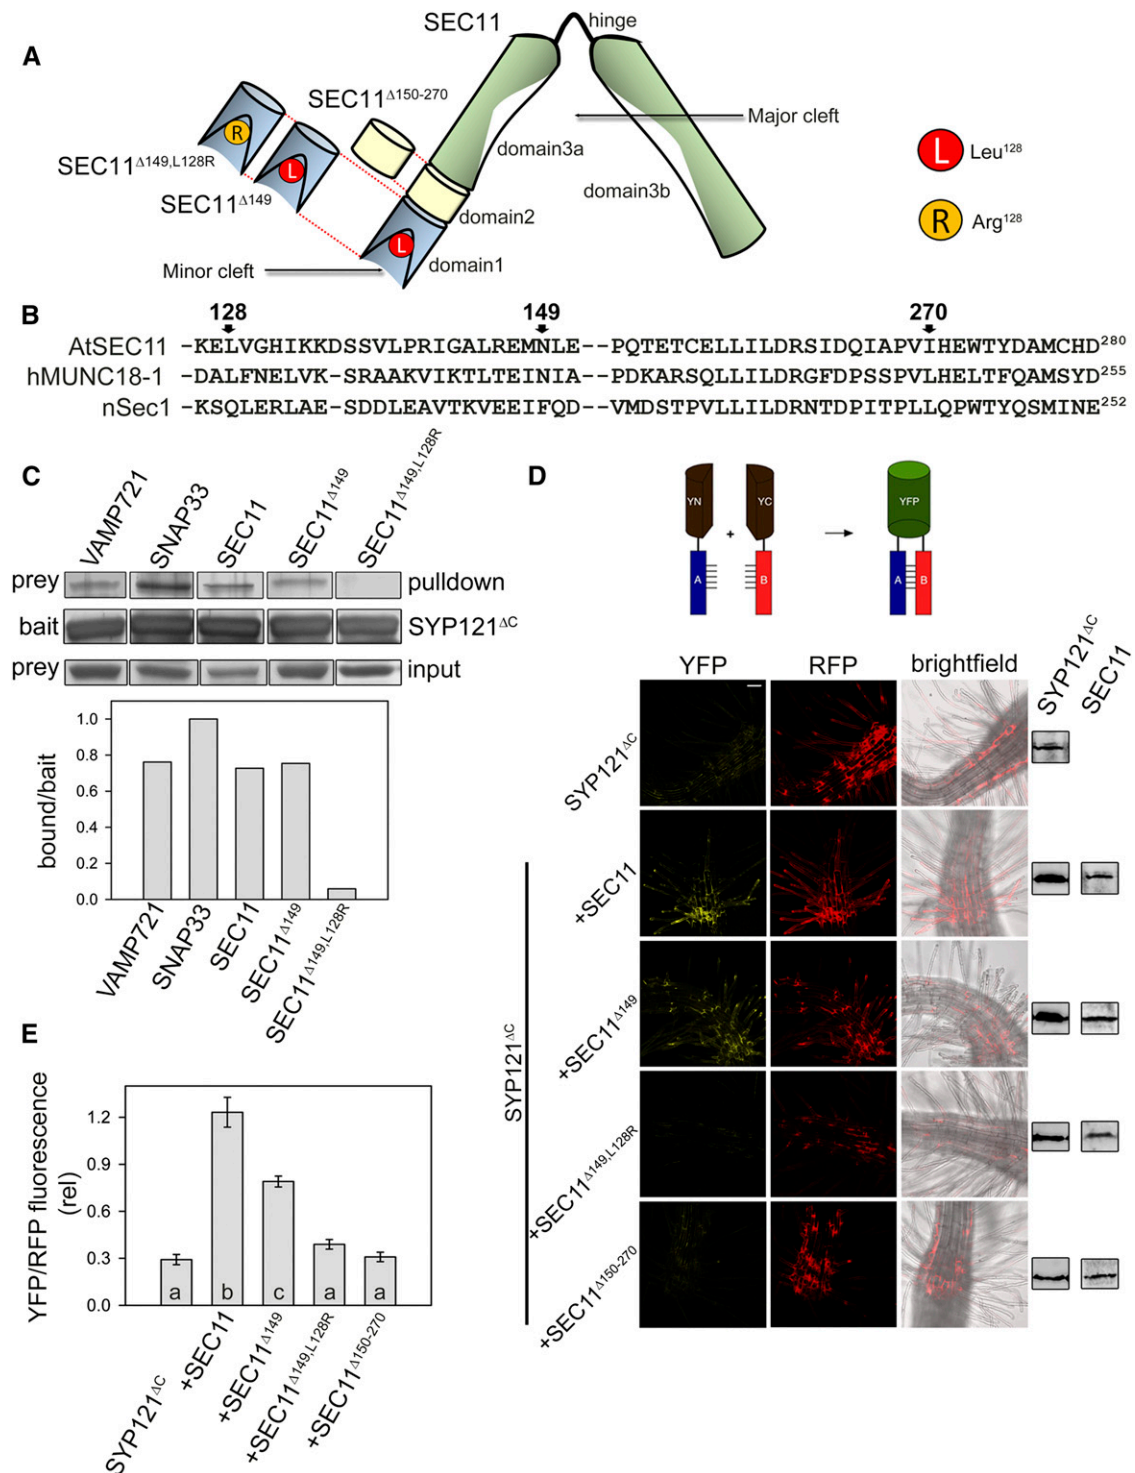 A
SEC11
hinge
SEC11Δ150-270
Major cleft
R
L
SEC11Δ149,L128R
SEC11Δ149
domain3a
domain3b
domain2
L
domain1
Minor cleft
L Leu128
R Arg128
B
128 149 270
AtSEC11 -KELVGHIKKDSSVLPRIGALREMNLE--PQTETCELLILDRSIDQIAPVIHEWTYDAMCHD280
hMUNC18-1 -DALFNELVK-SRAAKVIKTLTEINIA--PDKARSQLLILDRGFDPSSPVLHELTFQAMSYD255
nSec1 -KSQLERLAE-SDDLEAVTKVEEIFQD--VMDSTPVLLILDRNTDPITPLLQPWTYQSMINE252
C
VAMP721
SNAP33
SEC11
SEC11Δ149
SEC11Δ149,L128R
prey pulldown
bait SYP121ΔC
prey input
bound/bait
1.0
0.8
0.6
0.4
0.2
0.0
VAMP721
SNAP33
SEC11
SEC11Δ149
SEC11Δ149,L128R
D
YN + YC → YFP
A B A B
YFP RFP brightfield
SYP121ΔC
SEC11
SYP121ΔC
+SEC11
+SEC11Δ149
+SEC11Δ149,L128R
+SEC11Δ150-270
SYP121ΔC
E
YFP/RFP fluorescence
(rel)
1.2
0.9
0.6
0.3
0.0
a b c a a
SYP121ΔC
+SEC11
+SEC11Δ149
+SEC11Δ149,L128R
+SEC11Δ150-270